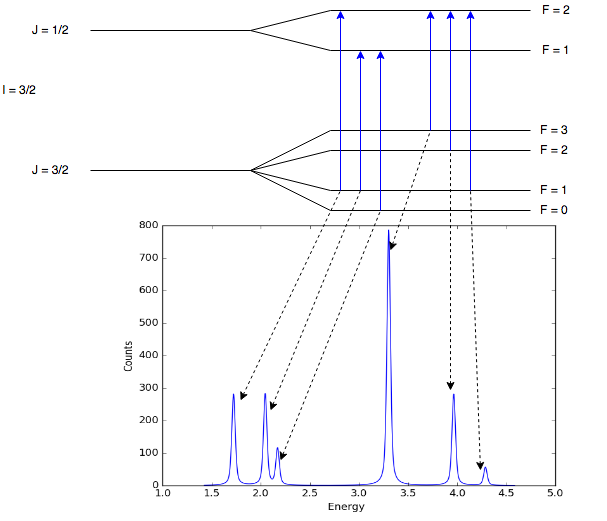 F = 2
J = 1/2
F = 1
I = 3/2
F = 3
F = 2
J = 3/2
F = 1
F = 0
800
700
600
500
400
300
200
100
0
Counts
1.0 1.5 2.0 2.5 3.0 3.5 4.0 4.5 5.0
Energy